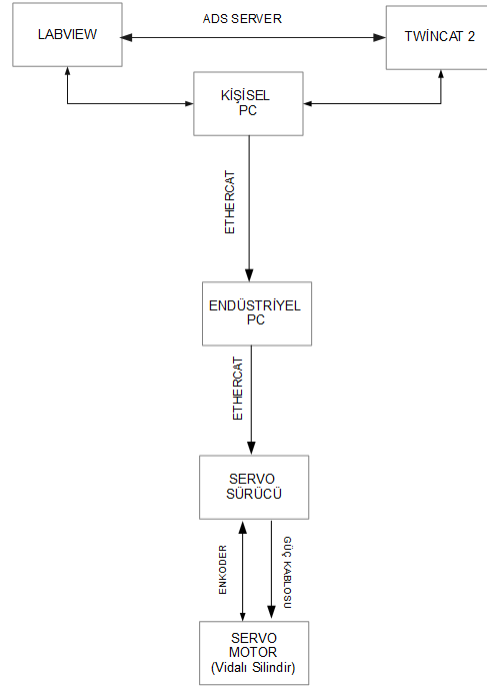 LABVIEW
ADS SERVER
TWİNCAT 2
KİŞİSEL
PC
ETHERCAT
ENDÜSTRİYEL
PC
ETHERCAT
SERVO
SÜRÜCÜ
ENKODER
GÜÇ KABLOSU
SERVO
MOTOR
(Vidalı Silindir)